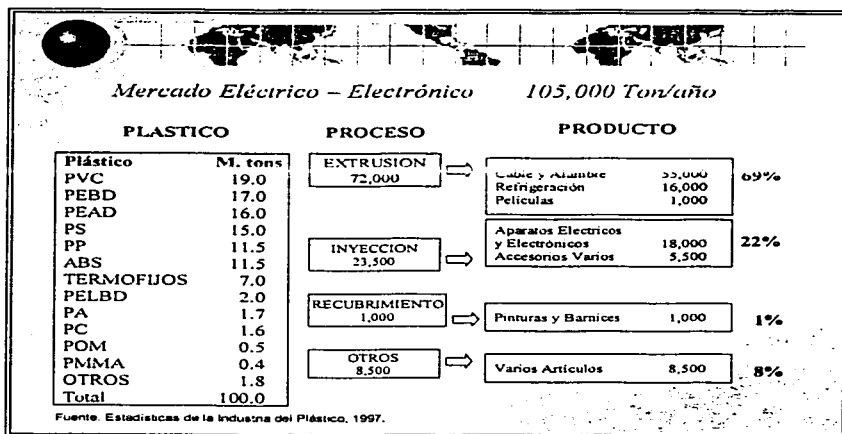 Mercado Eléctrico – Electrónico 105,000 Ton/año
PLASTICO PROCESO PRODUCTO
Plástico M. tons
PVC 19.0
PEBD 17.0
PEAD 16.0
PS 15.0
PP 11.5
ABS 11.5
TERMOFIJOS 7.0
PELBD 2.0
PA 1.7
PC 1.6
POM 0.5
PMMA 0.4
OTROS 1.8
Total 100.0
EXTRUSION
72,000
Cable y Alambre 55,000
Refrigeración 16,000
Películas 1,000
69%
INYECCION
23,500
Aparatos Electricos
y Electrónicos 18,000
Accesorios Varios 5,500
22%
RECUBRIMIENTO
1,000
Pinturas y Barnices 1,000
1%
OTROS
8,500
Varios Artículos 8,500
8%
Fuente. Estadísticas de la Industria del Plástico, 1997.